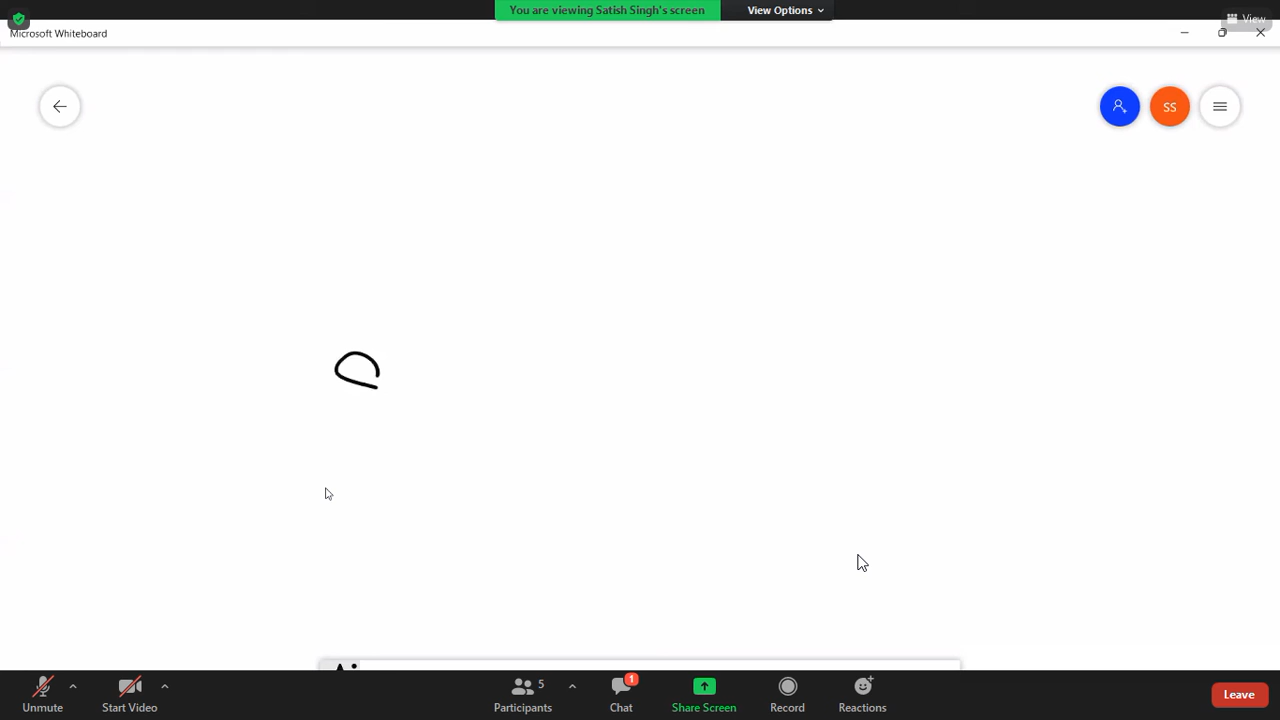 You are viewing Satish Singh's screen
View Options
View
Microsoft Whiteboard
SS
5
1
Unmute
Start Video
Participants
Chat
Share Screen
Record
Reactions
Leave